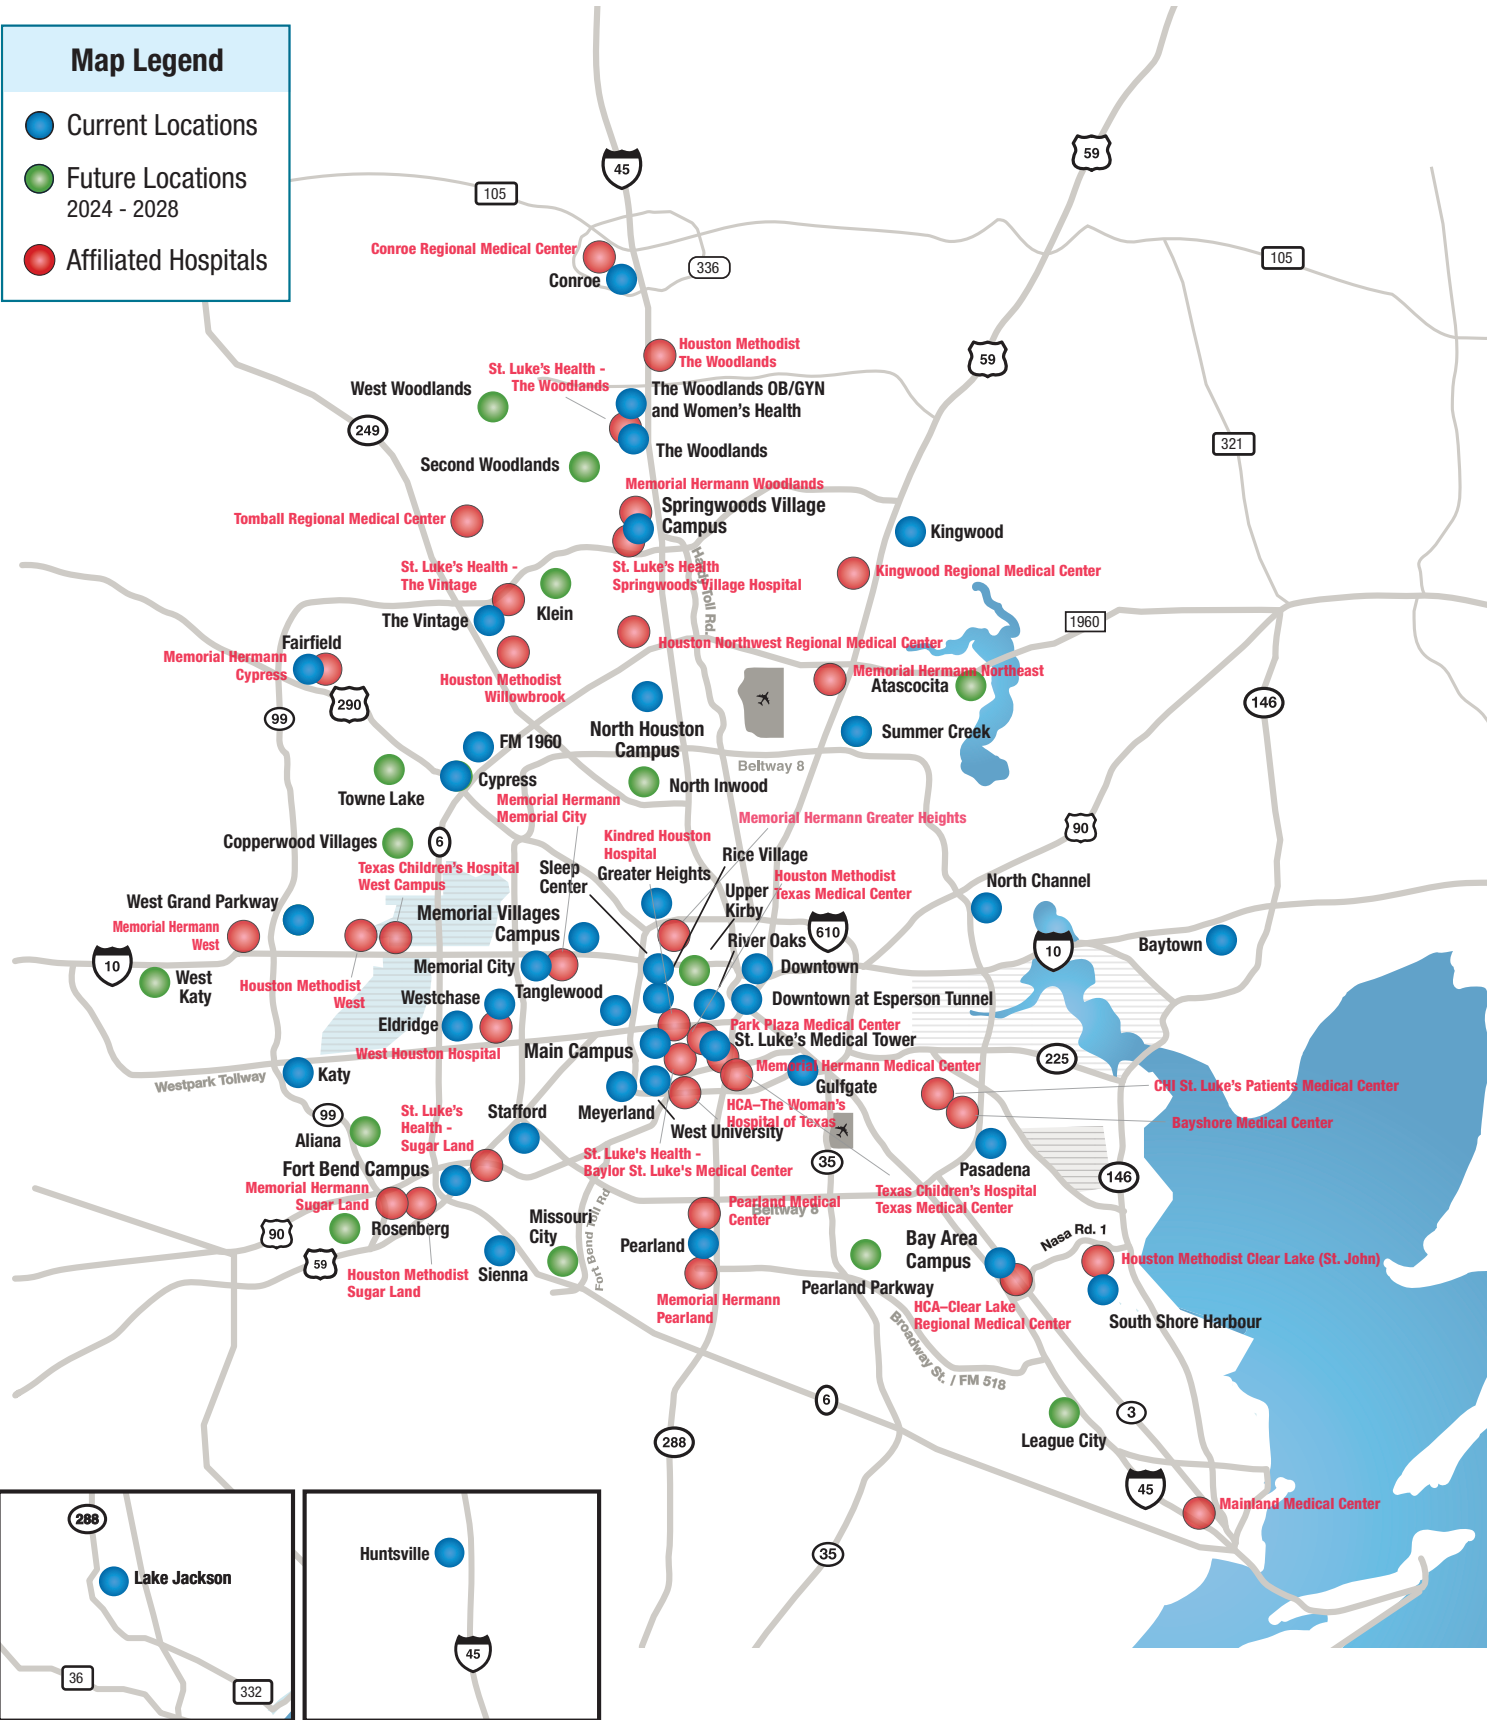 Map Legend
Current Locations
Future Locations
2024 - 2028
Affiliated Hospitals
45
59
105
Conroe Regional Medical Center
Conroe
336
105
Houston Methodist
The Woodlands
59
St. Luke's Health -
The Woodlands
West Woodlands
The Woodlands OB/GYN
and Women's Health
249
321
The Woodlands
Second Woodlands
Memorial Hermann Woodlands
Springwoods Village
Campus
Tomball Regional Medical Center
Kingwood
Hardy Toll Rd.
St. Luke's Health -
The Vintage
St. Luke's Health
Springwoods Village Hospital
Kingwood Regional Medical Center
Klein
The Vintage
1960
Fairfield
Houston Northwest Regional Medical Center
Memorial Hermann
Cypress
Memorial Hermann Northeast
Atascocita
Houston Methodist
Willowbrook
290
99
146
North Houston
Campus
Summer Creek
FM 1960
Beltway 8
Cypress
North Inwood
Towne Lake
Memorial Hermann
Memorial City
Memorial Hermann Greater Heights
90
Copperwood Villages
6
Kindred Houston
Hospital
Rice Village
Texas Children's Hospital
West Campus
Sleep
Center
Greater Heights
Houston Methodist
Texas Medical Center
North Channel
Upper
Kirby
West Grand Parkway
Memorial Villages
Campus
Memorial Hermann
West
610
River Oaks
10
Baytown
10
Memorial City
Downtown
West
Katy
Houston Methodist
West
Westchase
Tanglewood
Downtown at Esperson Tunnel
Eldridge
Park Plaza Medical Center
St. Luke's Medical Tower
West Houston Hospital
Main Campus
225
Memorial Hermann Medical Center
Westpark Tollway
Katy
Gulfgate
CHI St. Luke's Patients Medical Center
Meyerland
HCA–The Woman's
Hospital of Texas
Bayshore Medical Center
99
Aliana
St. Luke's
Health -
Sugar Land
Stafford
West University
35
St. Luke's Health -
Baylor St. Luke's Medical Center
Pasadena
146
Fort Bend Campus
Memorial Hermann
Sugar Land
Texas Children's Hospital
Texas Medical Center
Pearland Medical
Center
Beltway 8
Rosenberg
90
59
Missouri
City
Fort Bend Toll Rd
Pearland
Bay Area
Campus
Nasa Rd. 1
Houston Methodist Clear Lake (St. John)
Sienna
Houston Methodist
Sugar Land
Pearland Parkway
Memorial Hermann
Pearland
HCA–Clear Lake
Regional Medical Center
South Shore Harbour
Broadway St. / FM 518
6
3
League City
288
45
Mainland Medical Center
35
288
Lake Jackson
36
332
Huntsville
45